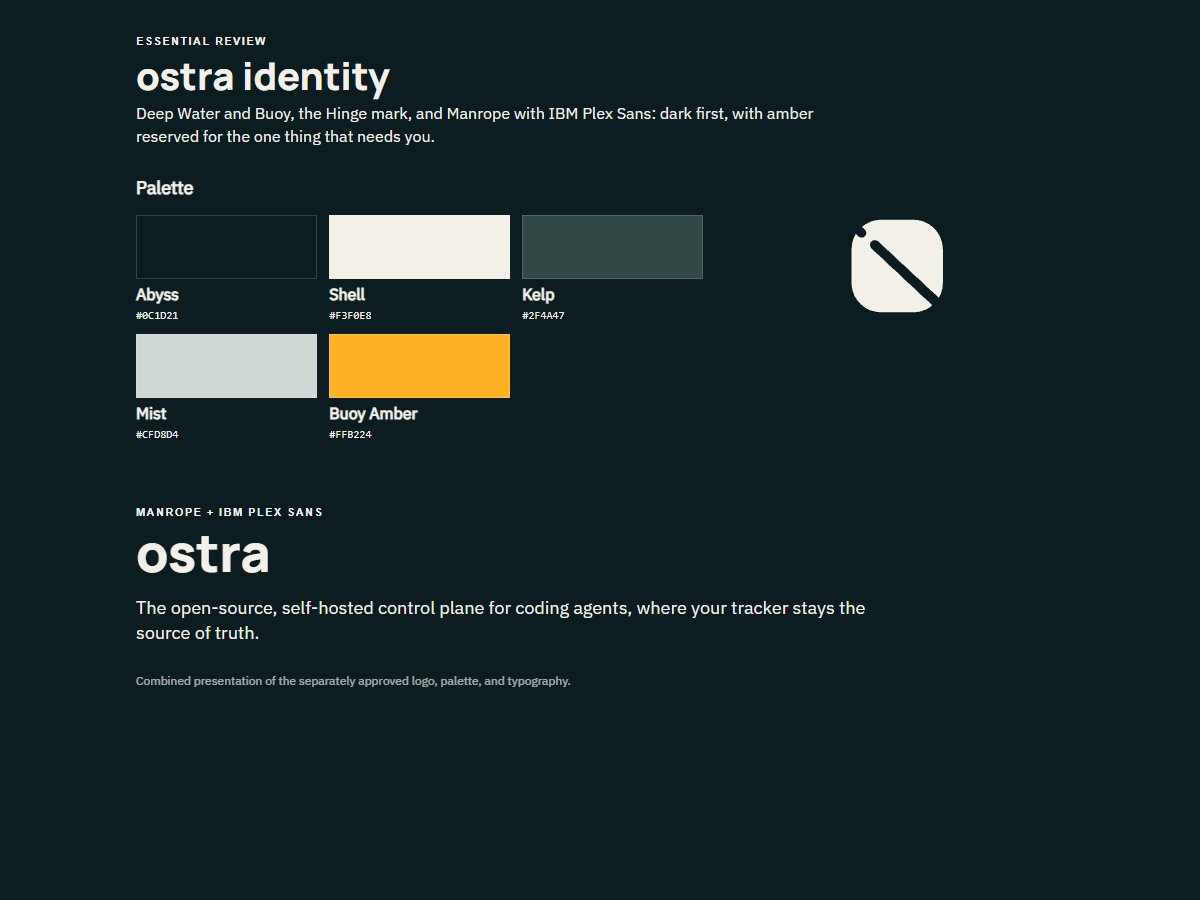 ESSENTIAL REVIEW
ostra identity
Deep Water and Buoy, the Hinge mark, and Manrope with IBM Plex Sans: dark first, with amber
reserved for the one thing that needs you.
Palette
Abyss
#0C1D21
Shell
#F3F0E8
Kelp
#2F4A47
Mist
#CFD8D4
Buoy Amber
#FFB224
MANROPE + IBM PLEX SANS
ostra
The open-source, self-hosted control plane for coding agents, where your tracker stays the
source of truth.
Combined presentation of the separately approved logo, palette, and typography.